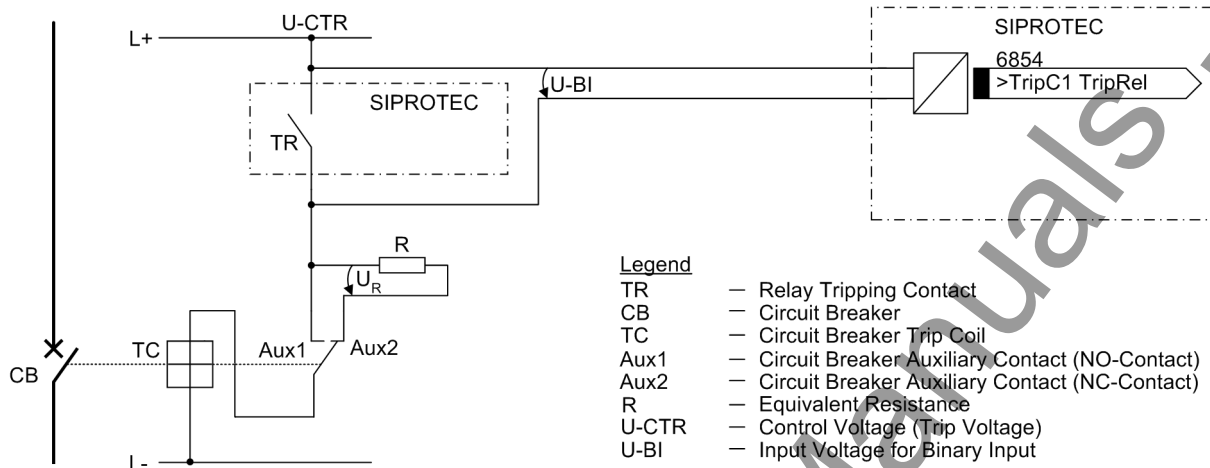 U-CTR
L+
SIPROTEC
6854
>TripC1 TripRel
U-BI
SIPROTEC
TR
R
UR
TC
Aux1
Aux2
CB
L-
Legend
TR – Relay Tripping Contact
CB – Circuit Breaker
TC – Circuit Breaker Trip Coil
Aux1 – Circuit Breaker Auxiliary Contact (NO-Contact)
Aux2 – Circuit Breaker Auxiliary Contact (NC-Contact)
R – Equivalent Resistance
U-CTR – Control Voltage (Trip Voltage)
U-BI – Input Voltage for Binary Input
Manuals